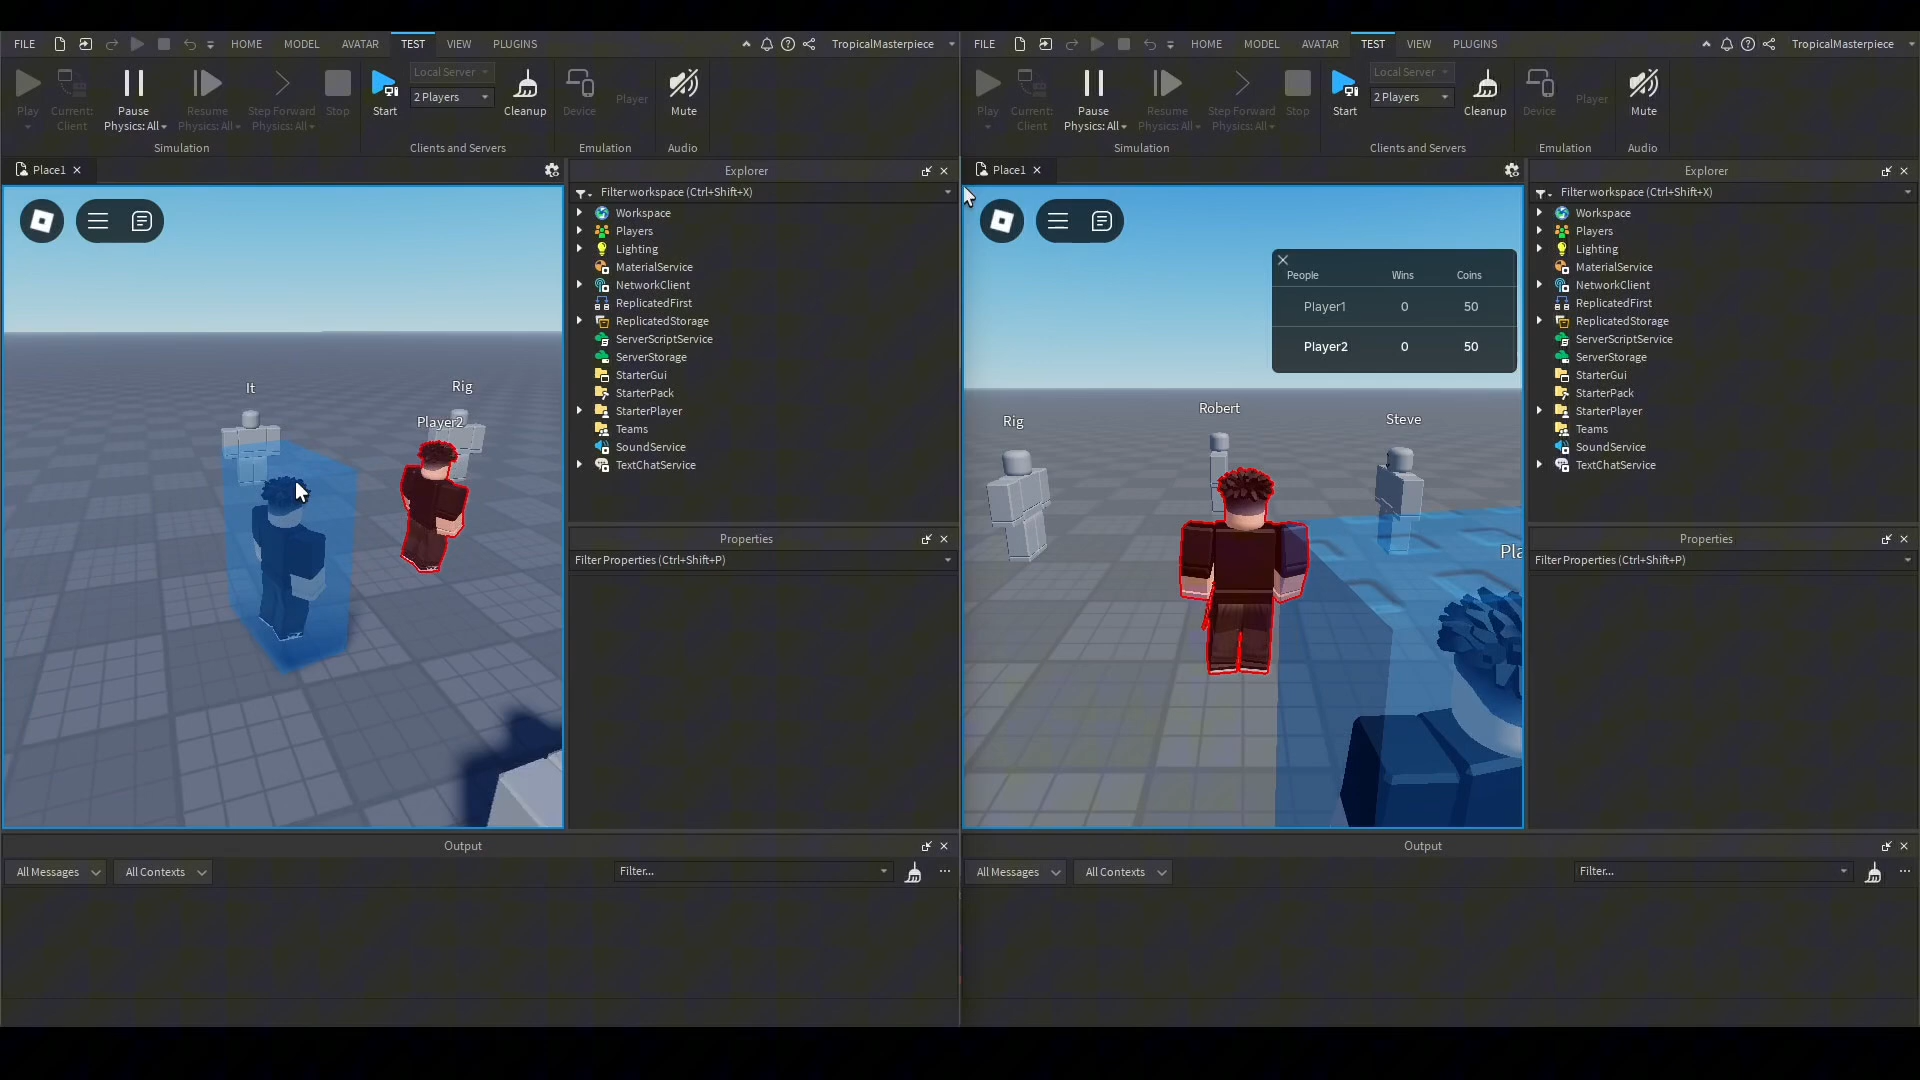 FILE HOME MODEL AVATAR TEST VIEW PLUGINS TropicalMasterpiece
Play
Current:
Client
Pause
Physics: All
Resume
Physics: All
Step Forward
Physics: All
Stop
Simulation
Start
Local Server
2 Players
Cleanup
Clients and Servers
Device
Player
Emulation
Mute
Audio
Place1
It
Rig
Player2
Explorer
Filter workspace (Ctrl+Shift+X)
Workspace
Players
Lighting
MaterialService
NetworkClient
ReplicatedFirst
ReplicatedStorage
ServerScriptService
ServerStorage
StarterGui
StarterPack
StarterPlayer
Teams
SoundService
TextChatService
Properties
Filter Properties (Ctrl+Shift+P)
Output
All Messages All Contexts Filter...
FILE HOME MODEL AVATAR TEST VIEW PLUGINS TropicalMasterpiece
Play
Current:
Client
Pause
Physics: All
Resume
Physics: All
Step Forward
Physics: All
Stop
Simulation
Start
Local Server
2 Players
Cleanup
Clients and Servers
Device
Player
Emulation
Mute
Audio
Place1
People Wins Coins
Player1 0 50
Player2 0 50
Rig
Robert
Steve
Pla
Explorer
Filter workspace (Ctrl+Shift+X)
Workspace
Players
Lighting
MaterialService
NetworkClient
ReplicatedFirst
ReplicatedStorage
ServerScriptService
ServerStorage
StarterGui
StarterPack
StarterPlayer
Teams
SoundService
TextChatService
Properties
Filter Properties (Ctrl+Shift+P)
Output
All Messages All Contexts Filter...